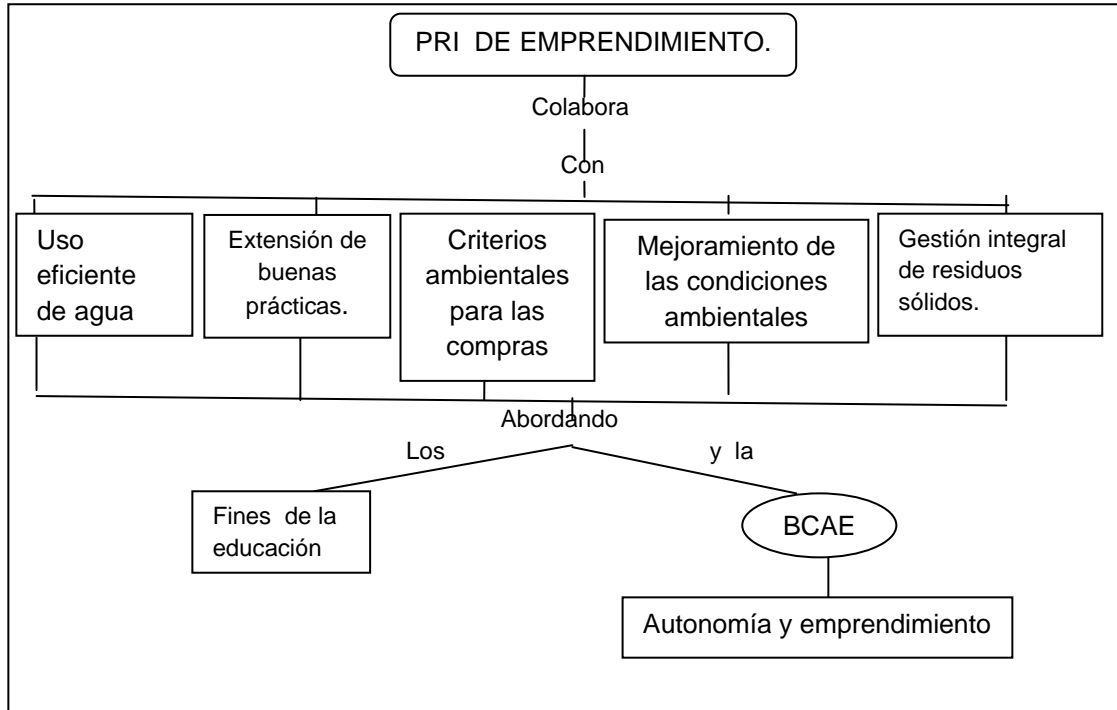 PRI DE EMPRENDIMIENTO.
Colabora
Con
Uso
eficiente
de agua
Extensión de
buenas
prácticas.
Criterios
ambientales
para las
compras
Mejoramiento de
las condiciones
ambientales
Gestión integral
de residuos
sólidos.
Abordando
Los
y la
Fines de la
educación
BCAE
Autonomía y emprendimiento